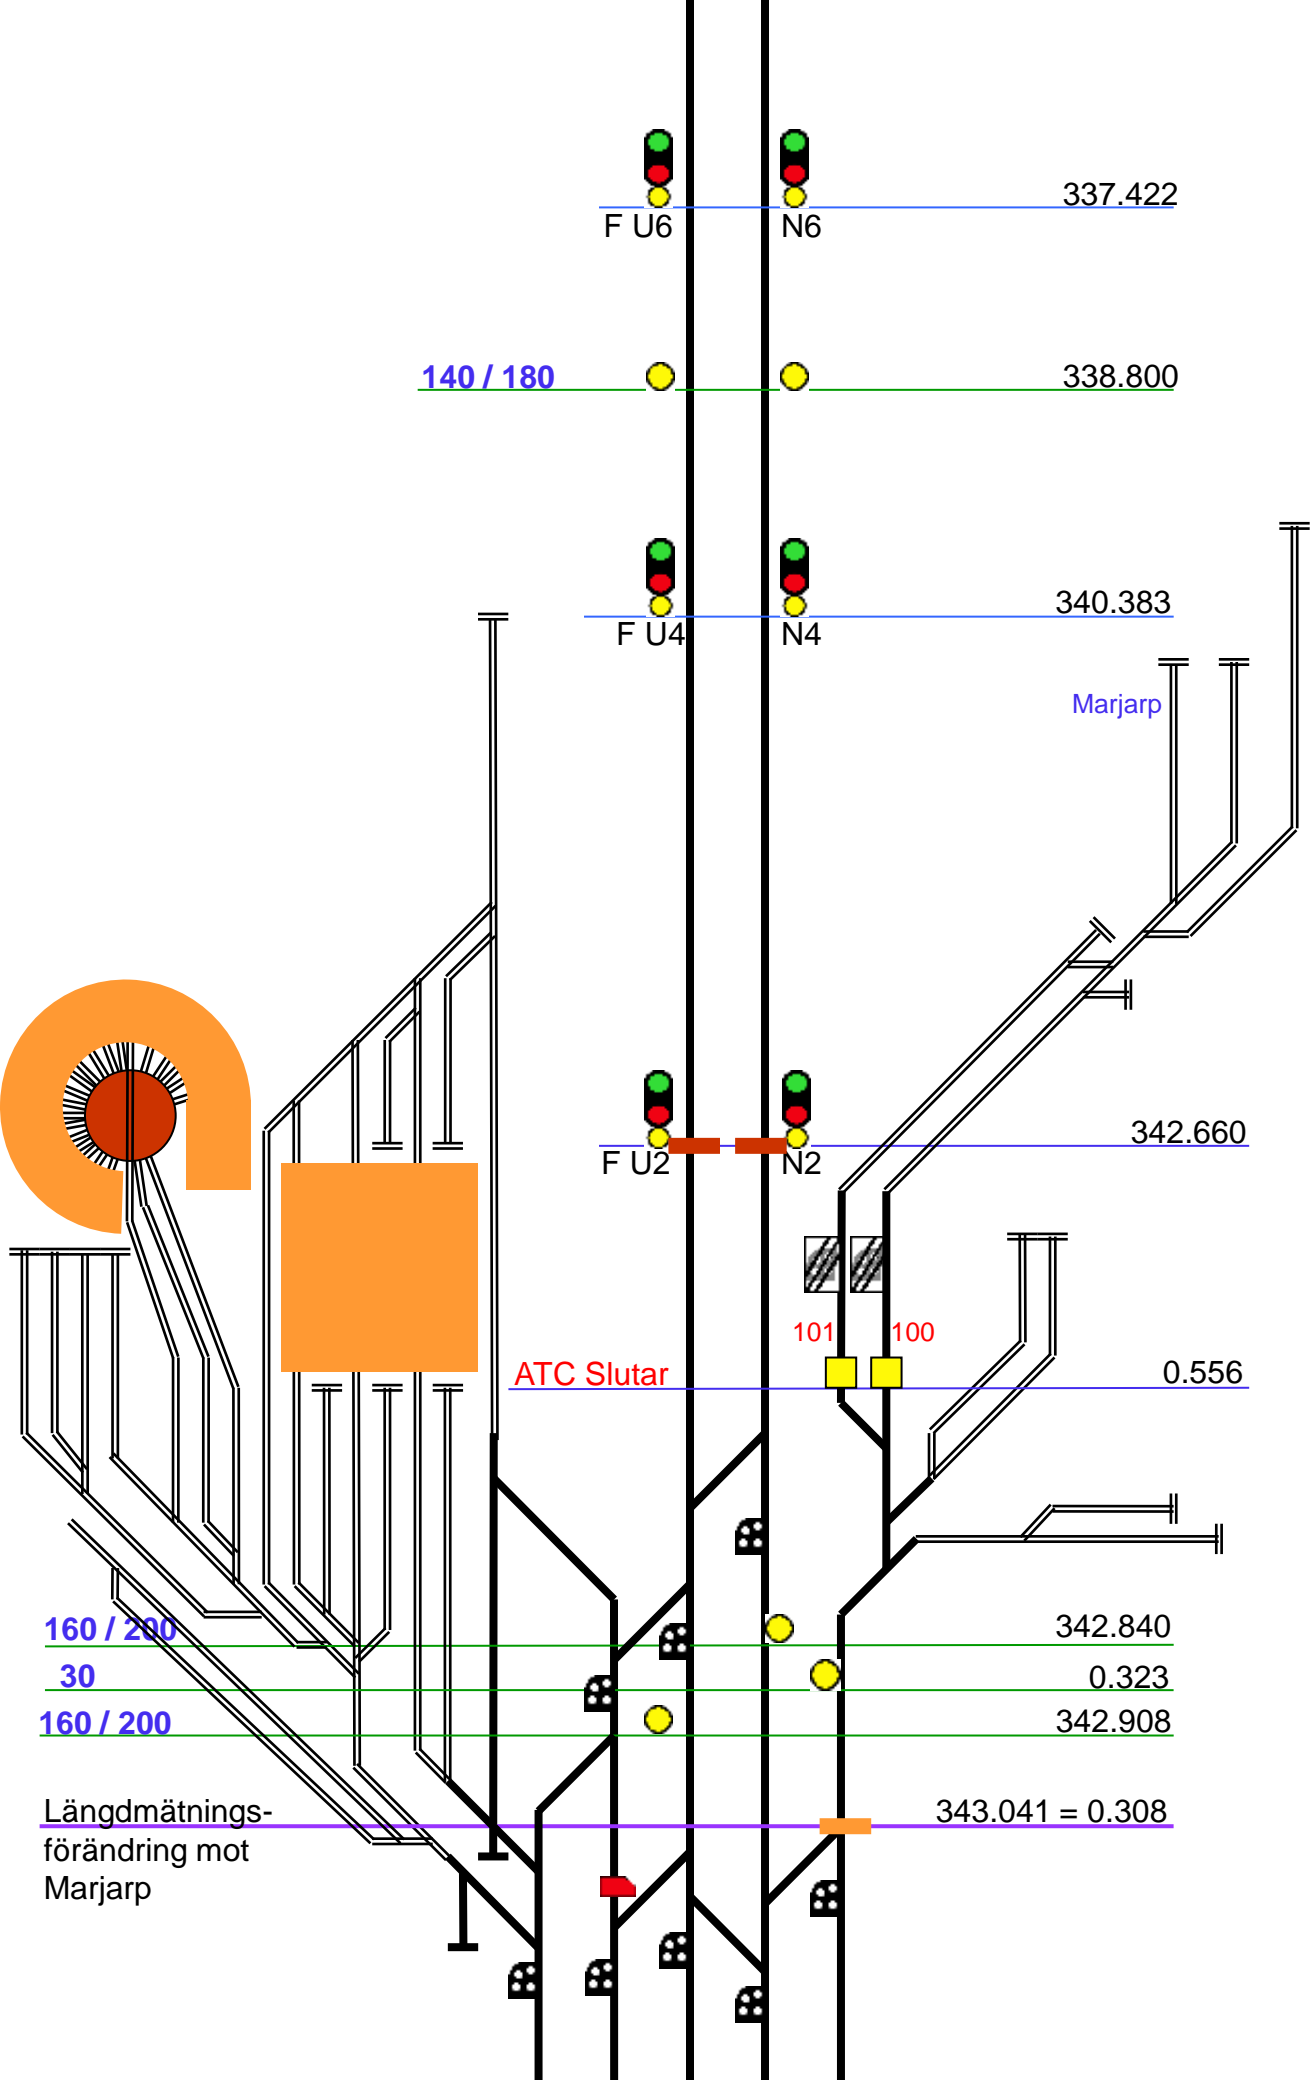 337.422
F U6
N6
140 / 180
338.800
340.383
F U4
N4
Marjarp
342.660
F U2
N2
101
100
ATC Slutar
0.556
160 / 200
342.840
30
0.323
160 / 200
342.908
Längdmätnings-
förändring mot
Marjarp
343.041 = 0.308